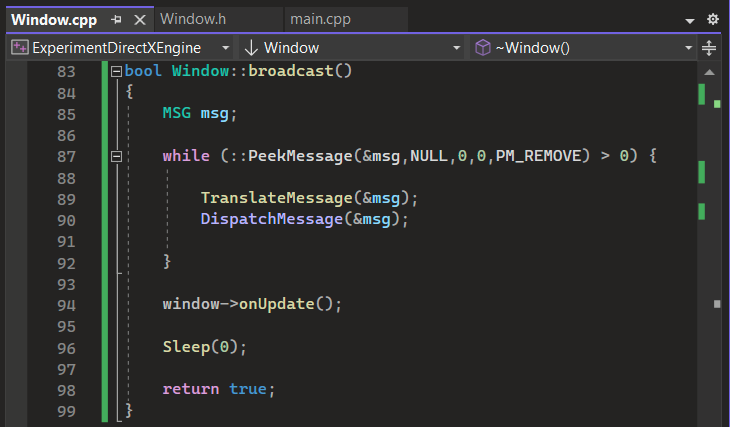 Window.cpp Window.h main.cpp
ExperimentDirectXEngine Window ~Window()
83 bool Window::broadcast()
84 {
85 MSG msg;
86
87 while (::PeekMessage(&msg,NULL,0,0,PM_REMOVE) > 0) {
88
89 TranslateMessage(&msg);
90 DispatchMessage(&msg);
91
92 }
93
94 window->onUpdate();
95
96 Sleep(0);
97
98 return true;
99 }